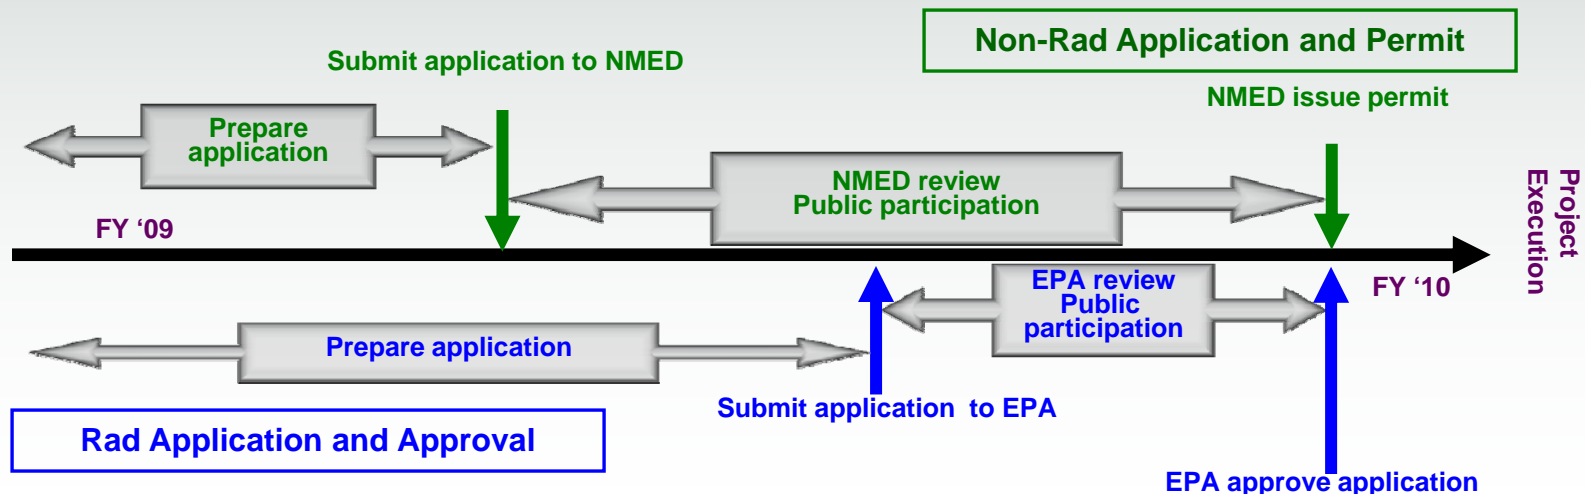 Non-Rad Application and Permit
Submit application to NMED
NMED issue permit
Prepare
application
NMED review
Public participation
FY ‘09
Project
Execution
EPA review
Public
participation
FY ‘10
Prepare application
Submit application  to EPA
Rad Application and Approval
EPA approve application